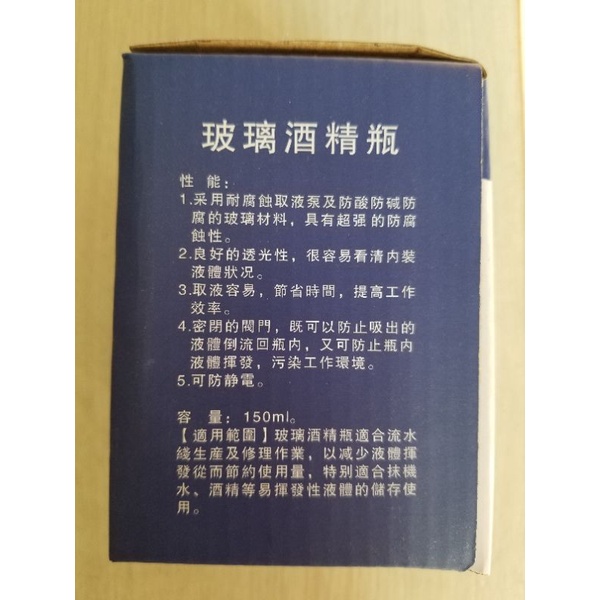 玻璃酒精瓶
性 能：
1.采用耐腐蝕取液泵及防酸防碱防
腐的玻璃材料，具有超强的防腐
蝕性。
2.良好的透光性，很容易看清内裝
液體狀况。
3.取液容易，節省時間，提高工作
效率。
4.密閉的閥門，既可以防止吸出的
液體倒流回瓶内，又可防止瓶内
液體揮發，污染工作環境。
5.可防静電。
容 量：150ml。
【適用範圍】玻璃酒精瓶適合流水
綫生産及修理作業，以减少液體揮
發從而節約使用量，特别適合抹機
水、酒精等易揮發性液體的儲存使
用。